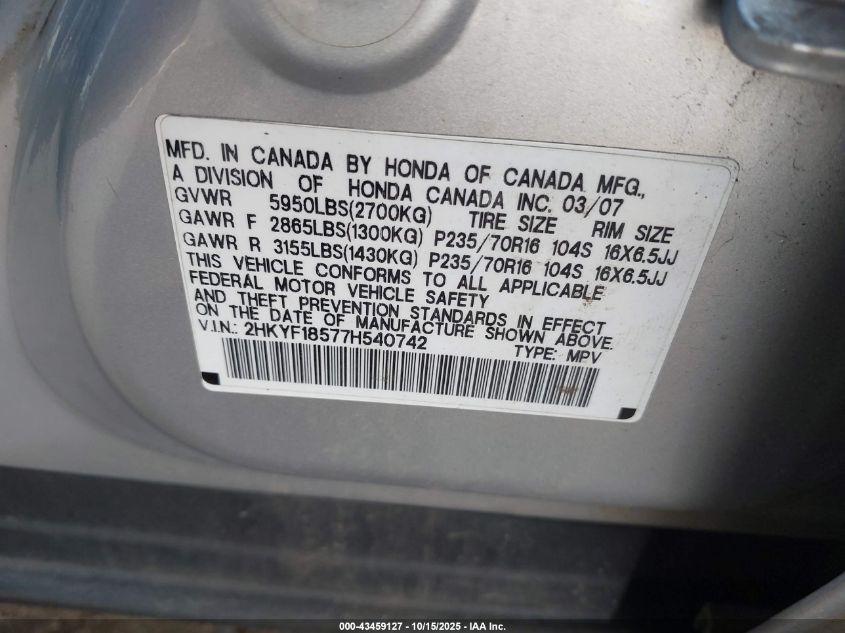 MFD. IN CANADA BY HONDA OF CANADA MFG.,
A DIVISION OF HONDA CANADA INC. 03/07
GVWR 5950LBS(2700KG) TIRE SIZE RIM SIZE
GAWR F 2865LBS(1300KG) P235/70R16 104S 16X6.5JJ
GAWR R 3155LBS(1430KG) P235/70R16 104S 16X6.5JJ
THIS VEHICLE CONFORMS TO ALL APPLICABLE
FEDERAL MOTOR VEHICLE SAFETY
AND THEFT PREVENTION STANDARDS IN EFFECT
ON THE DATE OF MANUFACTURE SHOWN ABOVE.
V.I.N.: 2HKYF18577H540742 TYPE: MPV
000-43459127 - 10/15/2025 - IAA Inc.